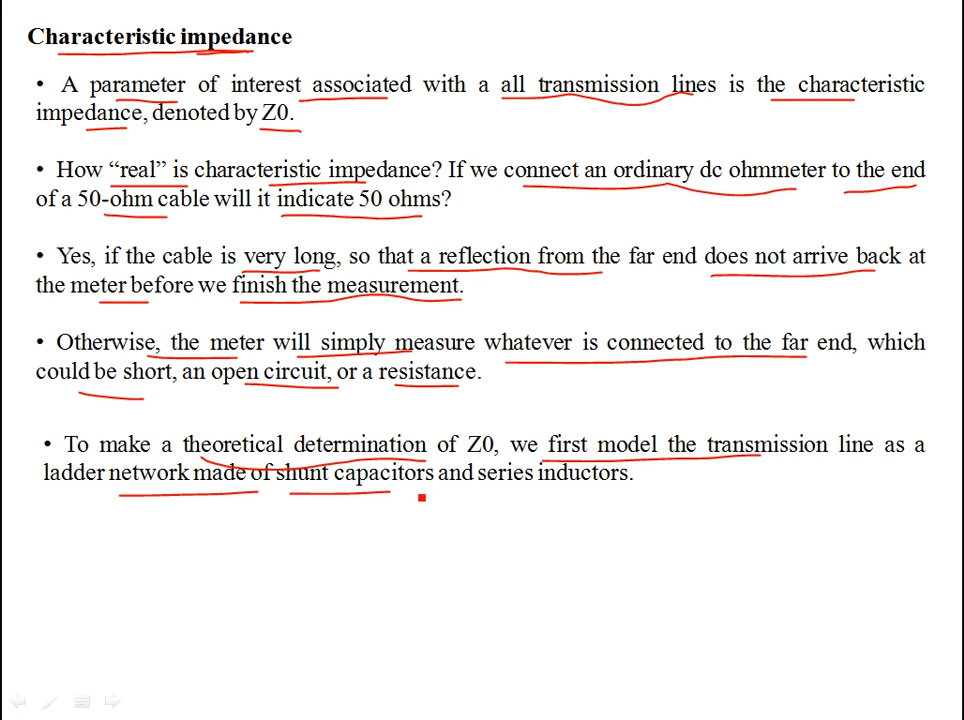 Characteristic impedance
• A parameter of interest associated with a all transmission lines is the characteristic
impedance, denoted by Z0.
• How “real” is characteristic impedance? If we connect an ordinary dc ohmmeter to the end
of a 50-ohm cable will it indicate 50 ohms?
• Yes, if the cable is very long, so that a reflection from the far end does not arrive back at
the meter before we finish the measurement.
• Otherwise, the meter will simply measure whatever is connected to the far end, which
could be short, an open circuit, or a resistance.
• To make a theoretical determination of Z0, we first model the transmission line as a
ladder network made of shunt capacitors and series inductors.